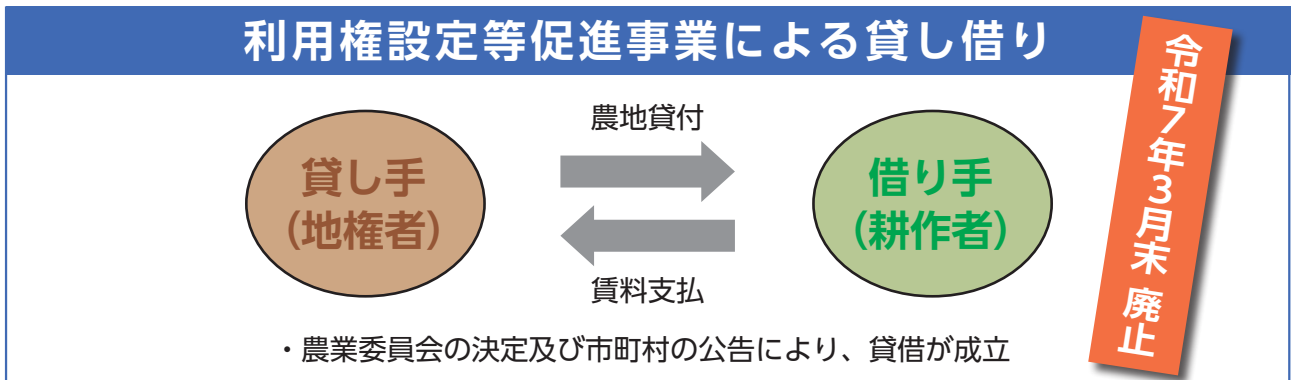 利用権設定等促進事業による貸し借り
令和7年3月末 廃止
農地貸付
貸し手
(地権者)
借り手
(耕作者)
賃料支払
・農業委員会の決定及び市町村の公告により、貸借が成立